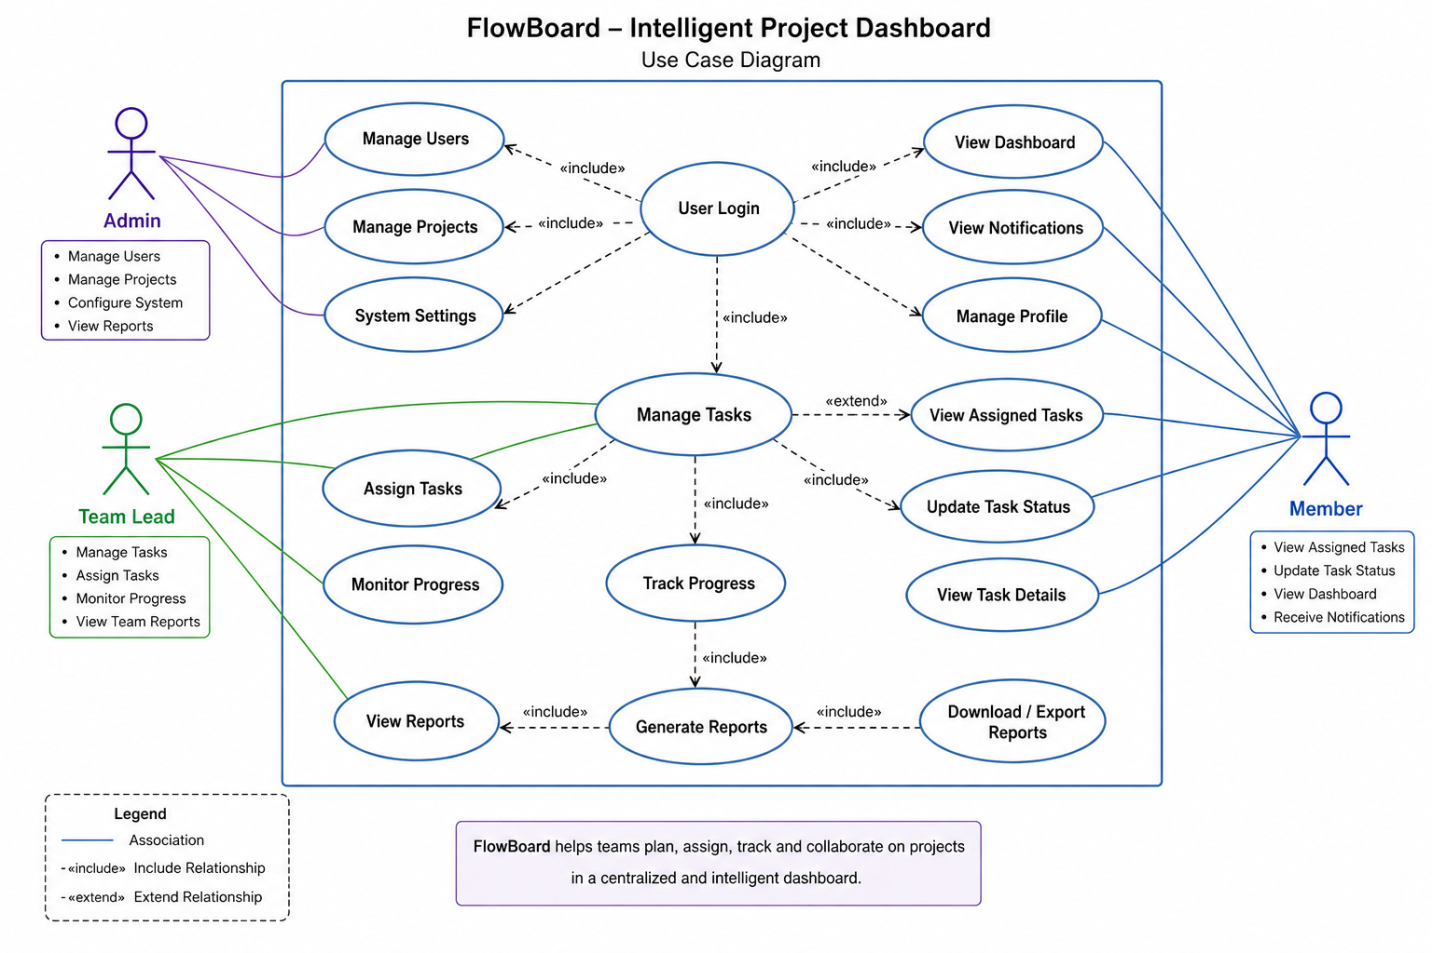 FlowBoard – Intelligent Project Dashboard
Use Case Diagram
Admin
• Manage Users
• Manage Projects
• Configure System
• View Reports
Team Lead
• Manage Tasks
• Assign Tasks
• Monitor Progress
• View Team Reports
Manage Users
Manage Projects
System Settings
«include»
«include»
User Login
«include»
«include»
«include»
View Dashboard
View Notifications
Manage Profile
Manage Tasks
«extend»
View Assigned Tasks
Assign Tasks
«include»
«include»
«include»
Update Task Status
Monitor Progress
Track Progress
View Task Details
«include»
View Reports
«include»
Generate Reports
«include»
Download / Export
Reports
Member
• View Assigned Tasks
• Update Task Status
• View Dashboard
• Receive Notifications
Legend
Association
«include» Include Relationship
«extend» Extend Relationship
FlowBoard helps teams plan, assign, track and collaborate on projects
in a centralized and intelligent dashboard.